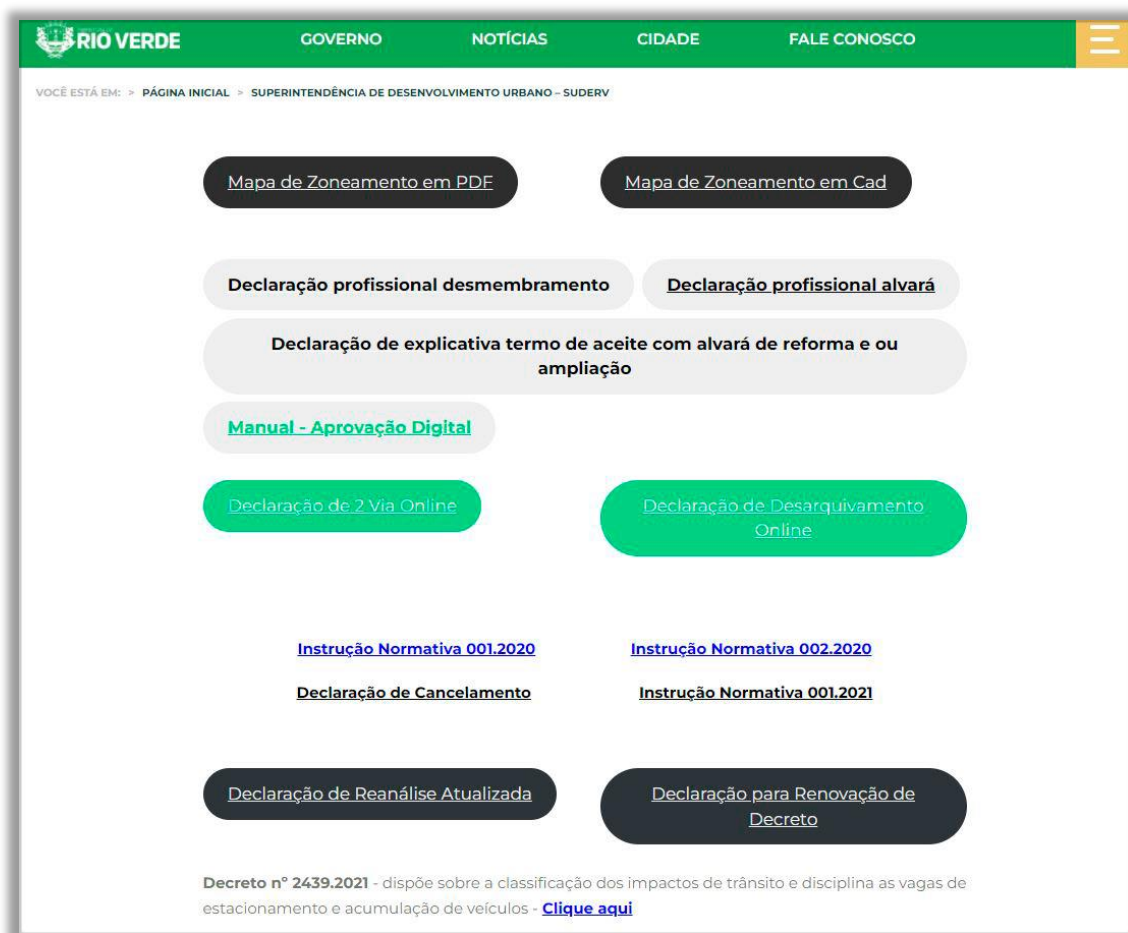 RIO VERDE GOVERNO NOTÍCIAS CIDADE FALE CONOSCO
VOCÊ ESTÁ EM: > PÁGINA INICIAL > SUPERINTENDÊNCIA DE DESENVOLVIMENTO URBANO – SUDERV
Mapa de Zoneamento em PDF
Mapa de Zoneamento em Cad
Declaração profissional desmembramento
Declaração profissional alvará
Declaração de explicativa termo de aceite com alvará de reforma e ou
ampliação
Manual - Aprovação Digital
Declaração de 2 Via Online
Declaração de Desarquivamento
Online
Instrução Normativa 001.2020
Instrução Normativa 002.2020
Declaração de Cancelamento
Instrução Normativa 001.2021
Declaração de Reanálise Atualizada
Declaração para Renovação de
Decreto
Decreto nº 2439.2021 - dispõe sobre a classificação dos impactos de trânsito e disciplina as vagas de
estacionamento e acumulação de veículos - Clique aqui